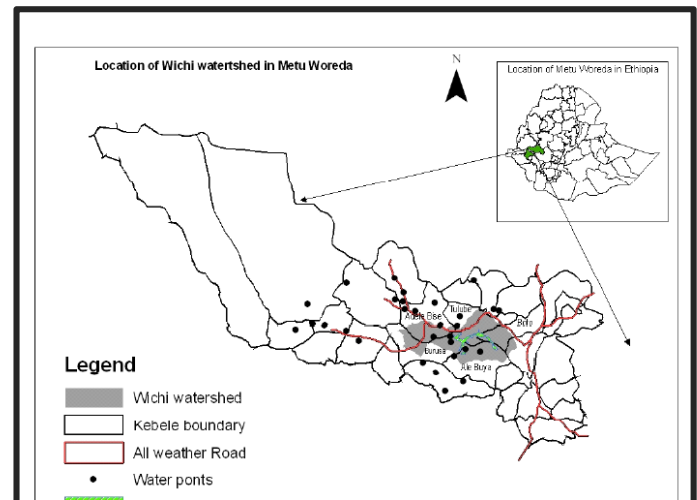 Location of Wichi watertshed in Metu Woreda
N
Location of Metu Woreda in Ethiopia
Adele Bise
Tulube
Bolo
Burusa
Ale Buya
Legend
WIchi watershed
Kebele boundary
All weather Road
Water ponts